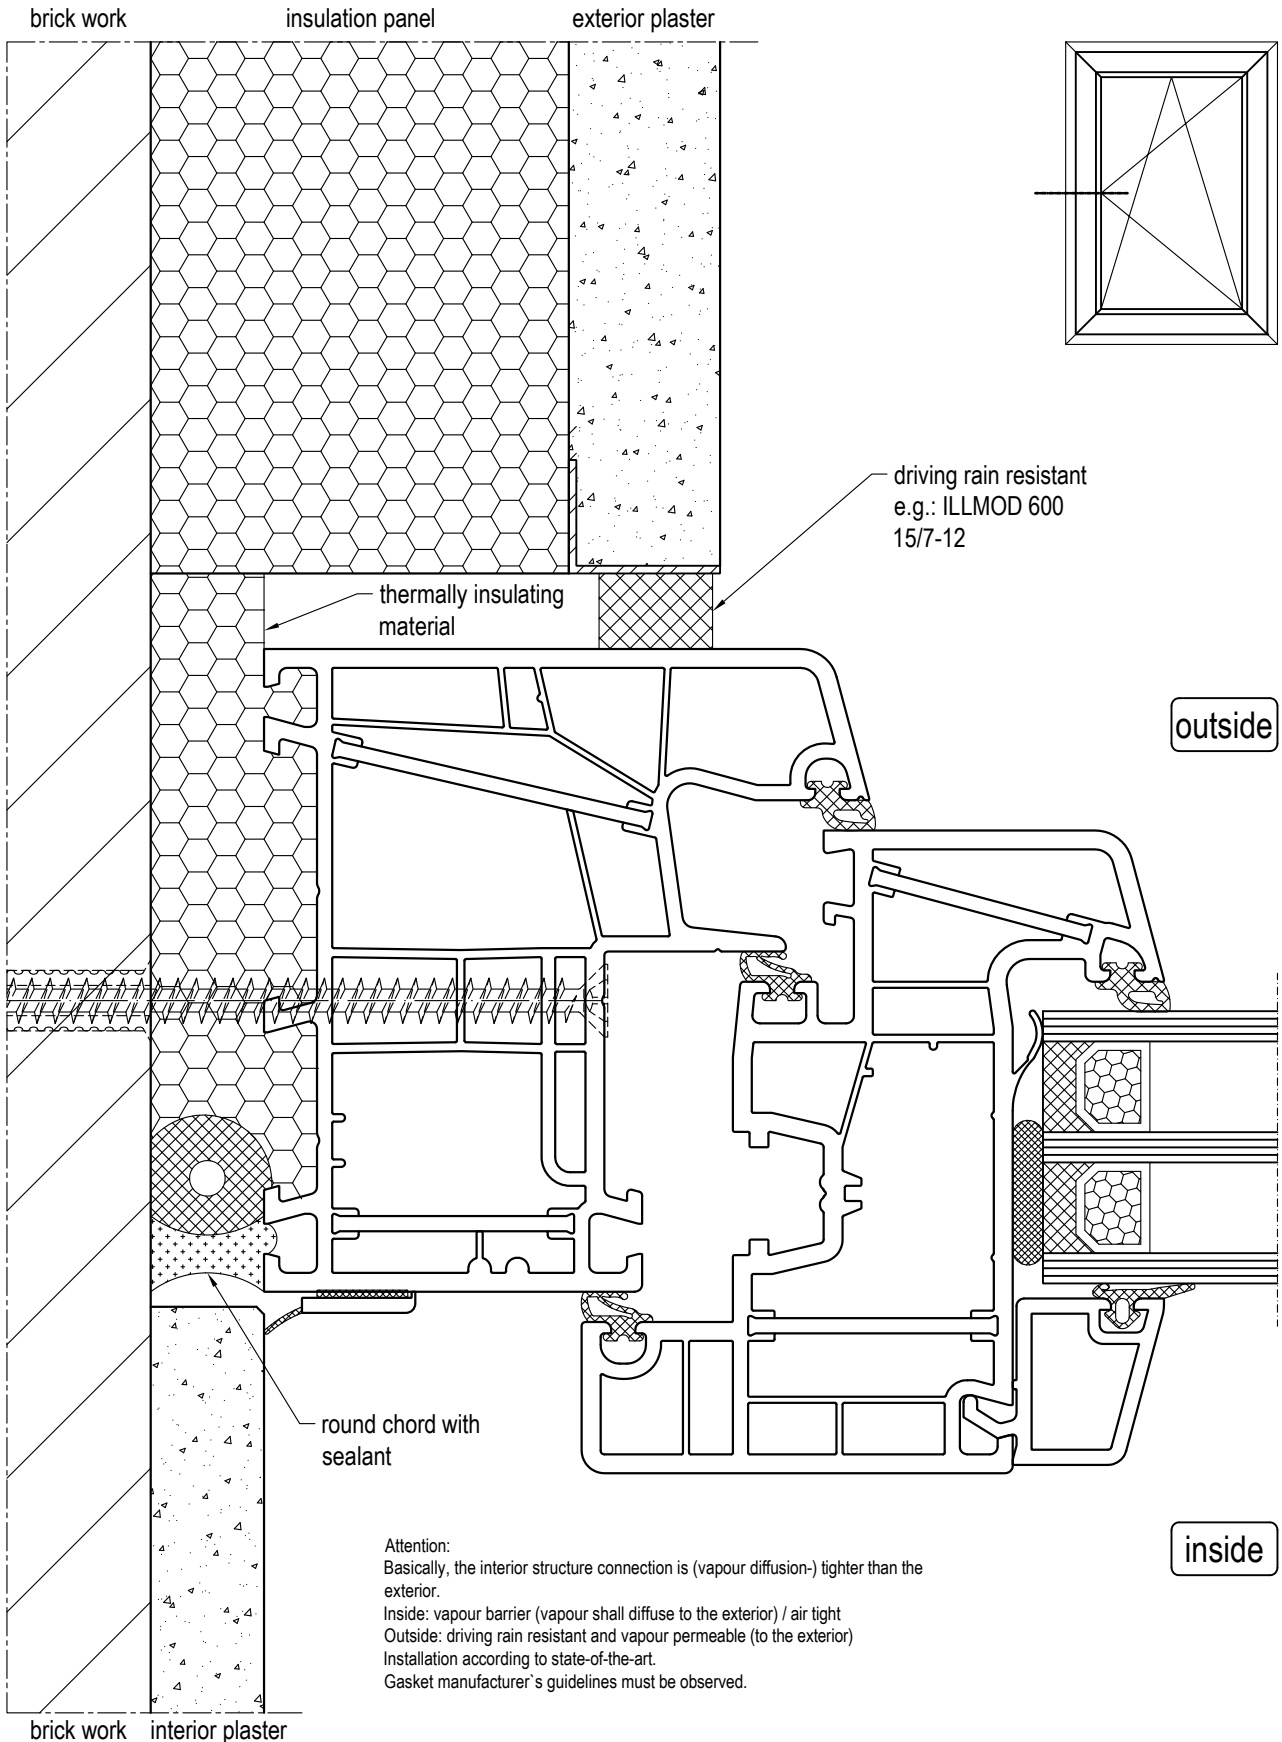 brick work
insulation panel
exterior plaster
driving rain resistant
e.g.: ILLMOD 600
15/7-12
thermally insulating
material
outside
round chord with
sealant
inside
Attention:
Basically, the interior structure connection is (vapour diffusion-) tighter than the
exterior.
Inside: vapour barrier (vapour shall diffuse to the exterior) / air tight
Outside: driving rain resistant and vapour permeable (to the exterior)
Installation according to state-of-the-art.
Gasket manufacturer`s guidelines must be observed.
brick work
interior plaster